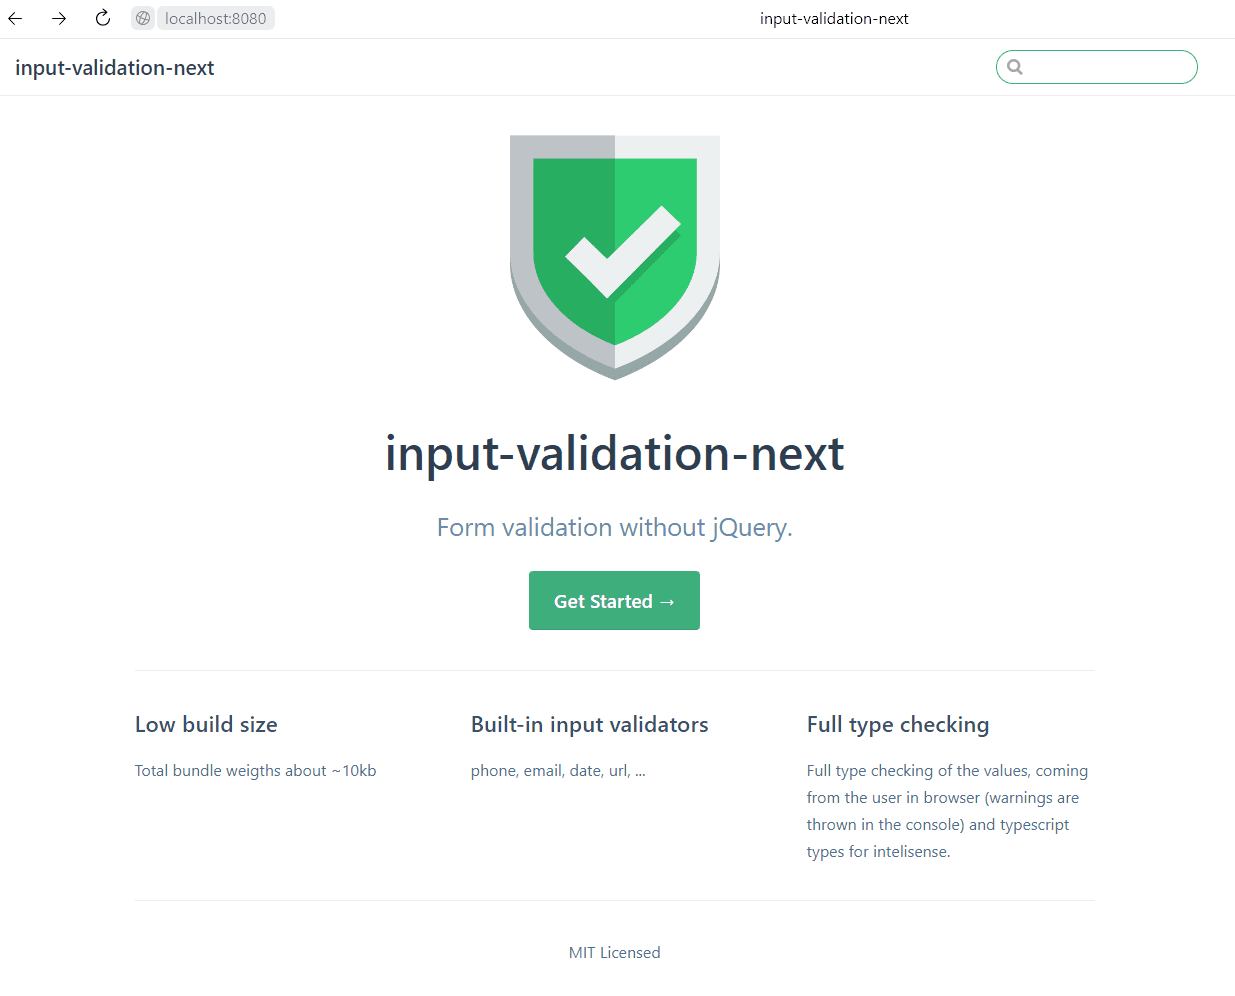 localhost:8080
input-validation-next
input-validation-next
input-validation-next
Form validation without jQuery.
Get Started →
Low build size
Total bundle weigths about ~10kb
Built-in input validators
phone, email, date, url, ...
Full type checking
Full type checking of the values, coming
from the user in browser (warnings are
thrown in the console) and typescript
types for intelisense.
MIT Licensed